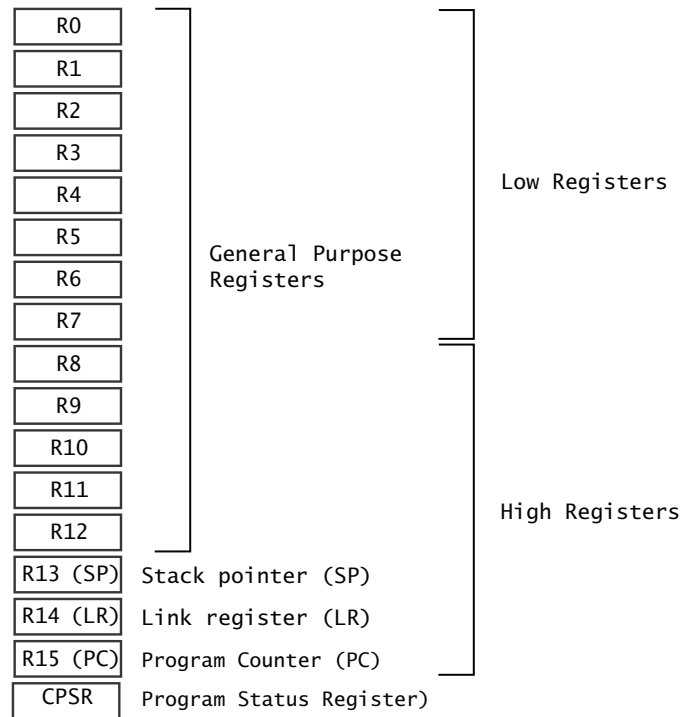 R0
R1
R2
R3
R4
R5
R6
R7
R8
R9
R10
R11
R12
R13 (SP) Stack pointer (SP)
R14 (LR) Link register (LR)
R15 (PC) Program Counter (PC)
CPSR Program Status Register)
General Purpose
Registers
Low Registers
High Registers